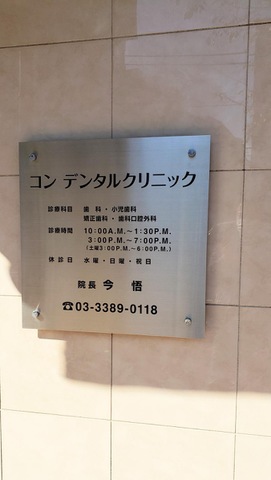 コン デンタルクリニック
診療科目 歯 科・小児歯科
矯正歯科・歯科口腔外科
診療時間 10:00A.M.〜1:30P.M.
3:00P.M.〜7:00P.M.
(土曜3:00P.M.〜6:00P.M.)
休 診 日 水曜・日曜・祝日
院長 今 悟
☎03-3389-0118